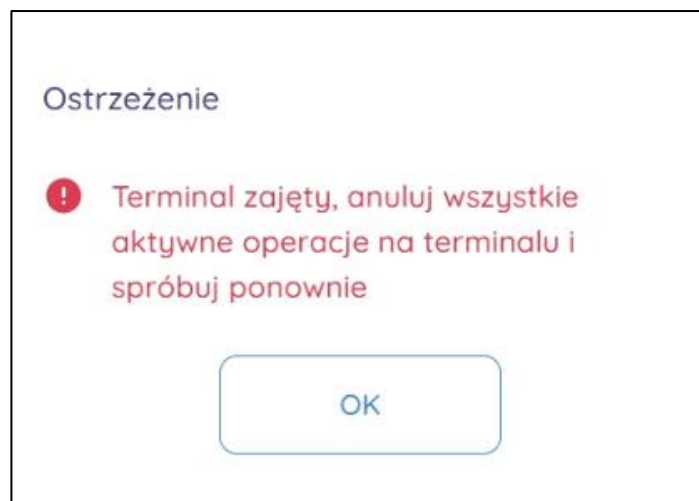 Ostrzeżenie
Terminal zajęty, anuluj wszystkie
aktywne operacje na terminalu i
spróbuj ponownie
OK